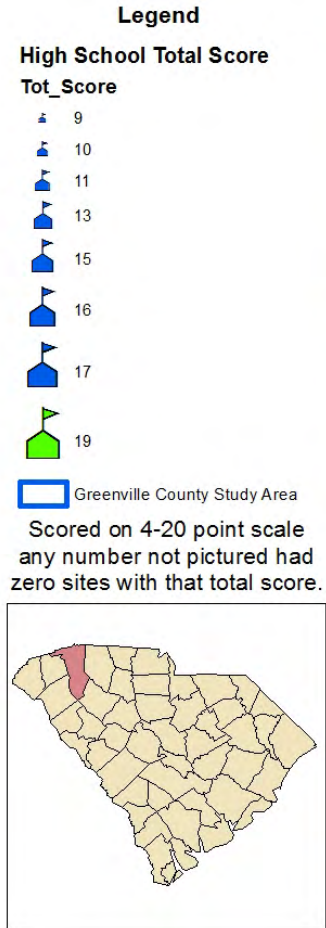 Legend
High School Total Score
Tot_Score
9
10
11
13
15
16
17
19
Greenville County Study Area
Scored on 4-20 point scale
any number not pictured had
zero sites with that total score.